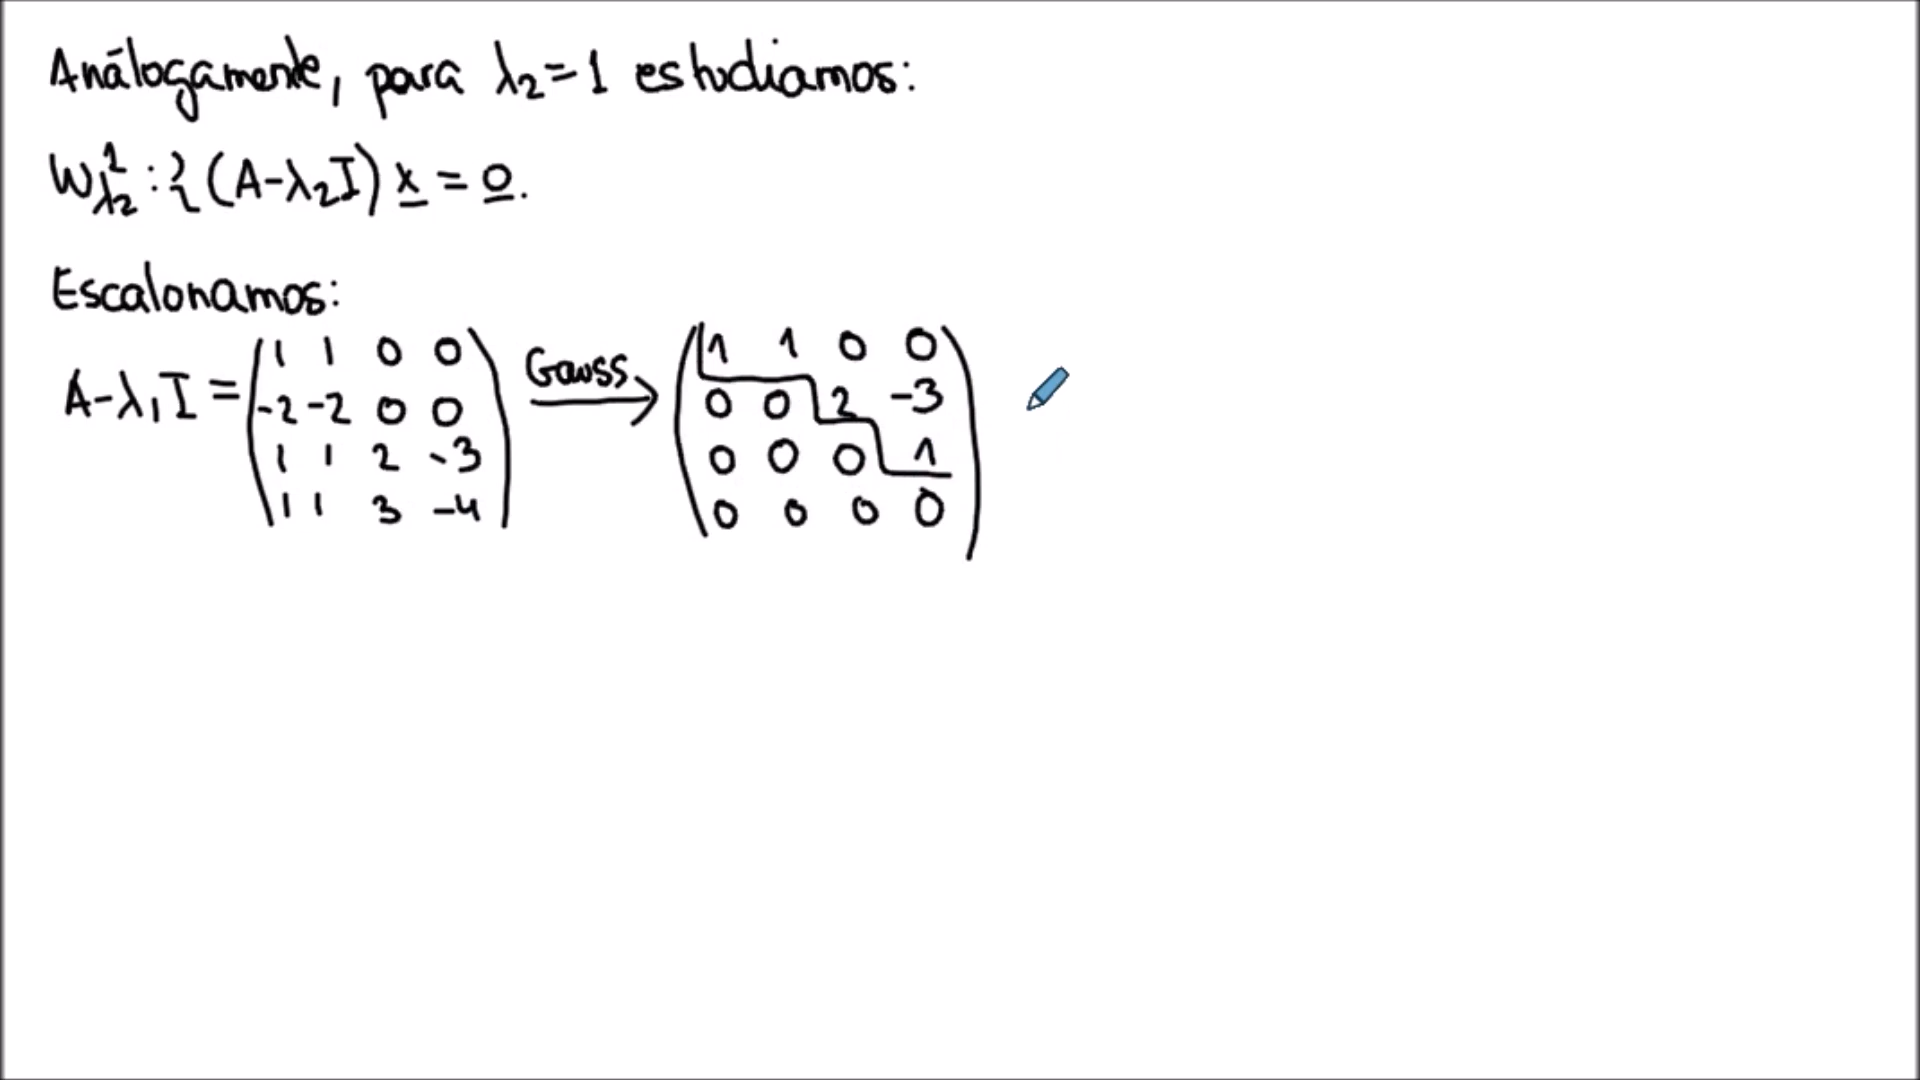 Análogamente, para λ₂=1 estudiamos:
W¹λ₂:{(A-λ₂I)x = 0.
Escalonamos:
A-λ₁I = (1 1 0 0
-2 -2 0 0
1 1 2 -3
1 1 3 -4) Gauss → (1 1 0 0
0 0 2 -3
0 0 0 1
0 0 0 0)